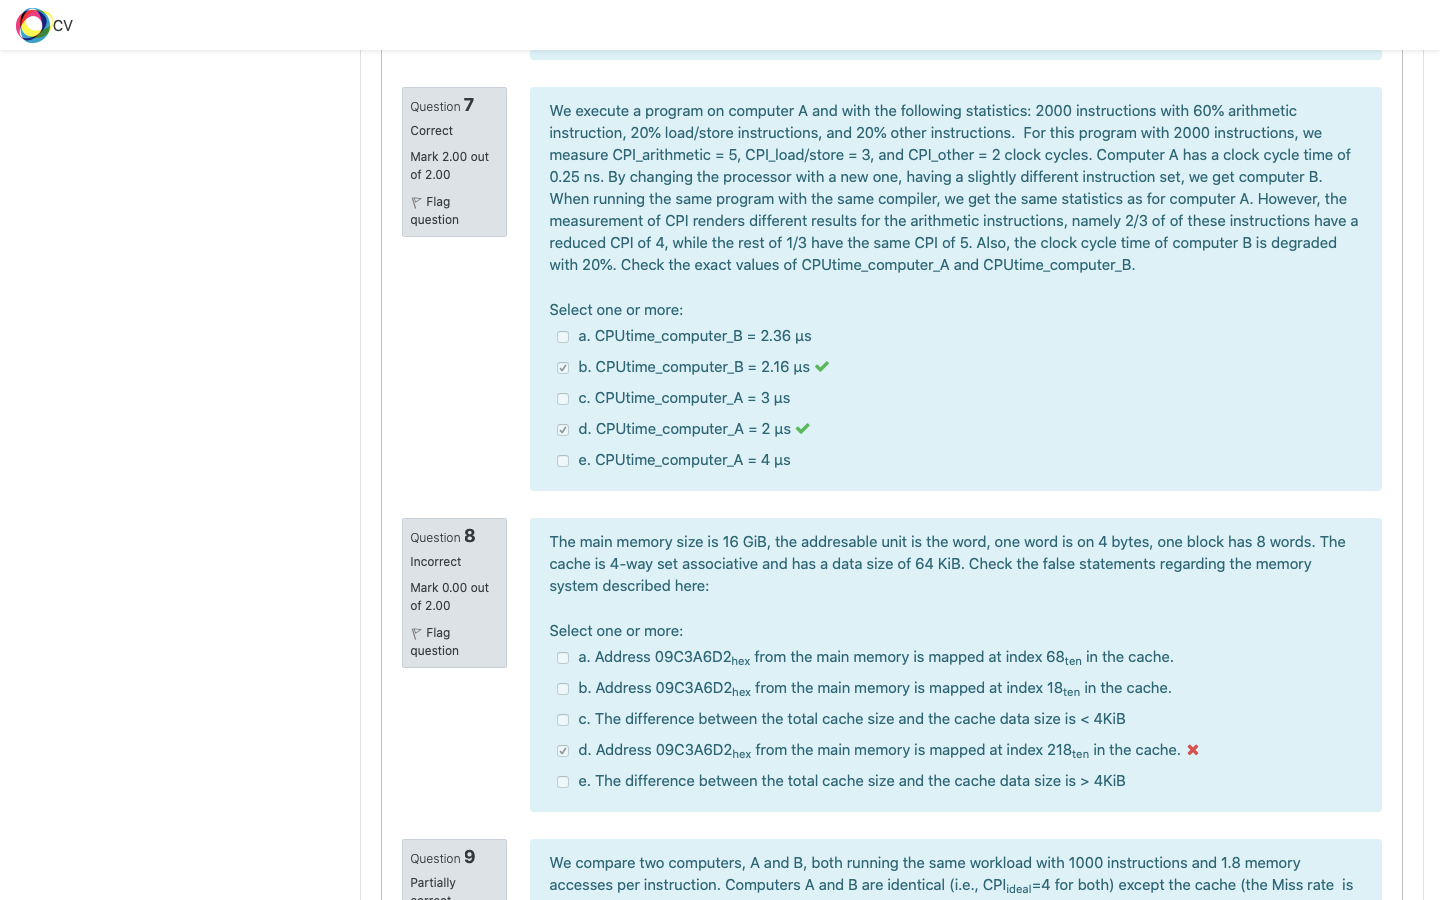 CV
Question 7
Correct
Mark 2.00 out
of 2.00
Flag
question
We execute a program on computer A and with the following statistics: 2000 instructions with 60% arithmetic
instruction, 20% load/store instructions, and 20% other instructions.  For this program with 2000 instructions, we
measure CPI_arithmetic = 5, CPI_load/store = 3, and CPI_other = 2 clock cycles. Computer A has a clock cycle time of
0.25 ns. By changing the processor with a new one, having a slightly different instruction set, we get computer B.
When running the same program with the same compiler, we get the same statistics as for computer A. However, the
measurement of CPI renders different results for the arithmetic instructions, namely 2/3 of of these instructions have a
reduced CPI of 4, while the rest of 1/3 have the same CPI of 5. Also, the clock cycle time of computer B is degraded
with 20%. Check the exact values of CPUtime_computer_A and CPUtime_computer_B.
Select one or more:
a. CPUtime_computer_B = 2.36 µs
b. CPUtime_computer_B = 2.16 µs
c. CPUtime_computer_A = 3 µs
d. CPUtime_computer_A = 2 µs
e. CPUtime_computer_A = 4 µs
Question 8
Incorrect
Mark 0.00 out
of 2.00
Flag
question
The main memory size is 16 GiB, the addresable unit is the word, one word is on 4 bytes, one block has 8 words. The
cache is 4-way set associative and has a data size of 64 KiB. Check the false statements regarding the memory
system described here:
Select one or more:
a. Address 09C3A6D2hex from the main memory is mapped at index 68ten in the cache.
b. Address 09C3A6D2hex from the main memory is mapped at index 18ten in the cache.
c. The difference between the total cache size and the cache data size is < 4KiB
d. Address 09C3A6D2hex from the main memory is mapped at index 218ten in the cache.
e. The difference between the total cache size and the cache data size is > 4KiB
Question 9
Partially
We compare two computers, A and B, both running the same workload with 1000 instructions and 1.8 memory
accesses per instruction. Computers A and B are identical (i.e., CPIideal=4 for both) except the cache (the Miss rate  is